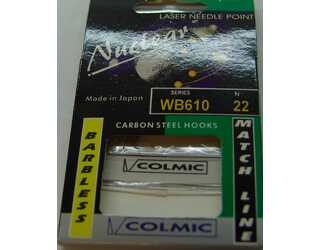 LASER NEEDLE POINT
Nuclear
SERIES N
Made in Japan WB610 22
CARBON STEEL HOOKS
BARBLESS
COLMIC
MATCH LINE
COLMIC